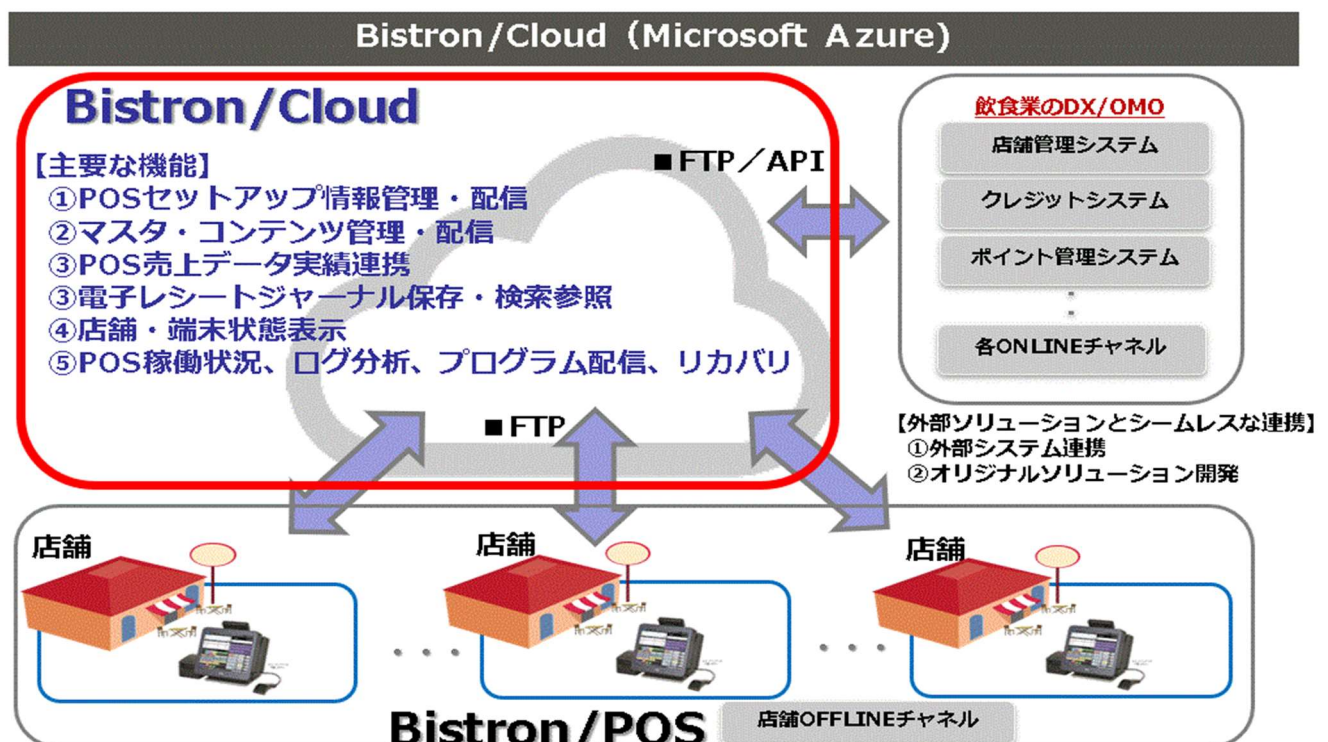 Bistron/Cloud（Microsoft Azure）
Bistron/Cloud
【主要な機能】
①POSセットアップ情報管理・配信
②マスタ・コンテンツ管理・配信
③POS売上データ実績連携
③電子レシートジャーナル保存・検索参照
④店舗・端末状態表示
⑤POS稼働状況、ログ分析、プログラム配信、リカバリ
■FTP／API
■FTP
飲食業のDX/OMO
店舗管理システム
クレジットシステム
ポイント管理システム
各ONLINEチャネル
【外部ソリューションとシームレスな連携】
①外部システム連携
②オリジナルソリューション開発
店舗
店舗
店舗
Bistron/POS
店舗OFFLINEチャネル